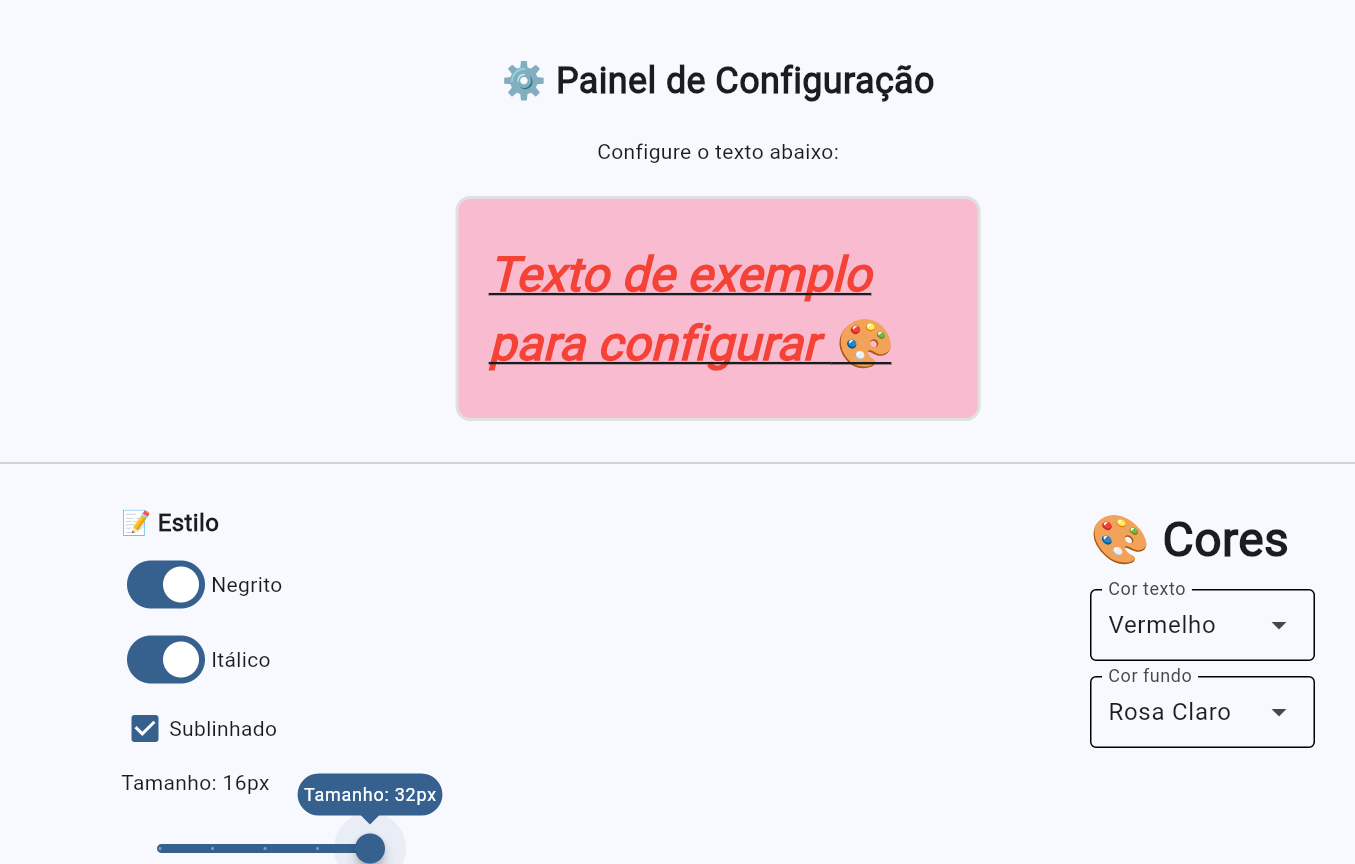 ⚙️ Painel de Configuração
Configure o texto abaixo:
Texto de exemplo
para configurar 🎨
📝 Estilo
Negrito
Itálico
Sublinhado
Tamanho: 16px
Tamanho: 32px
🎨 Cores
Cor texto
Vermelho
Cor fundo
Rosa Claro